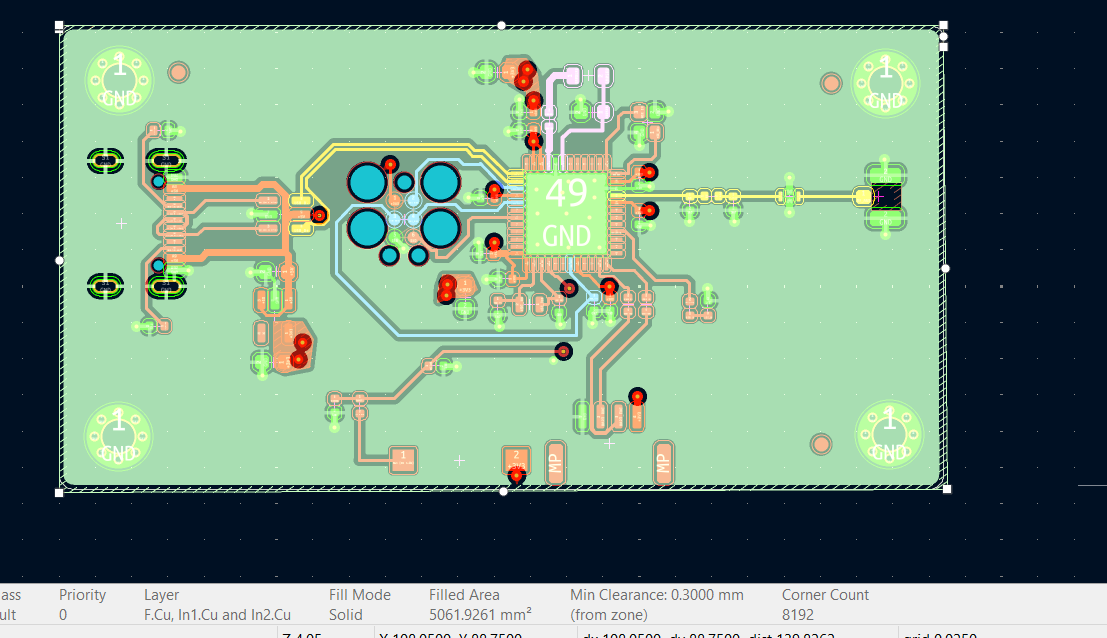 1
GND
1
GND
49
GND
1
GND
1
GND
1
2
MP
MP
ass Priority Layer Fill Mode Filled Area Min Clearance: 0.3000 mm Corner Count
ult 0 F.Cu, In1.Cu and In2.Cu Solid 5061.9261 mm² (from zone) 8192